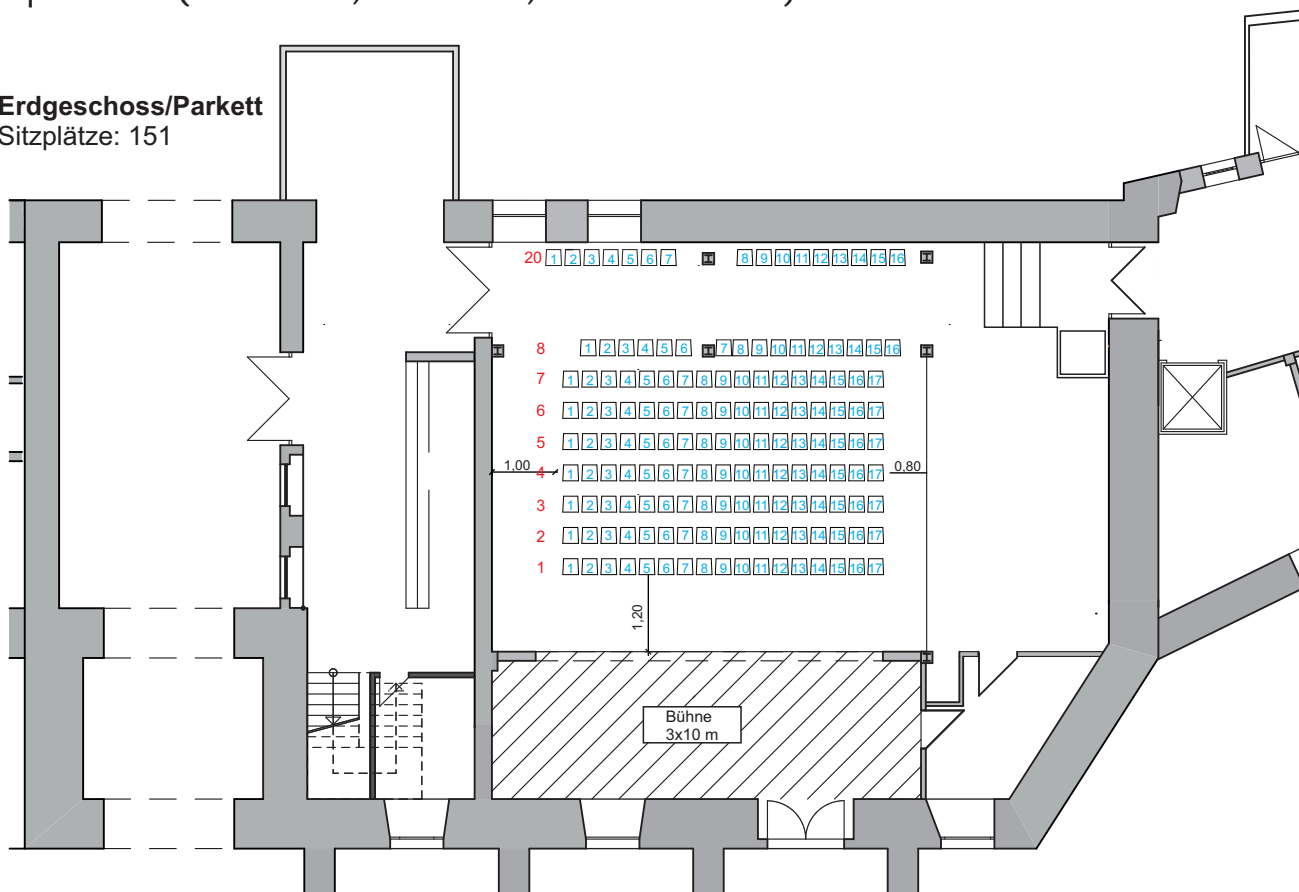 Erdgeschoss/Parkett
Sitzplätze: 151
20 1 2 3 4 5 6 7 8 9 10 11 12 13 14 15 16
8 1 2 3 4 5 6 7 8 9 10 11 12 13 14 15 16
7 1 2 3 4 5 6 7 8 9 10 11 12 13 14 15 16 17
6 1 2 3 4 5 6 7 8 9 10 11 12 13 14 15 16 17
5 1 2 3 4 5 6 7 8 9 10 11 12 13 14 15 16 17
1,00 4 1 2 3 4 5 6 7 8 9 10 11 12 13 14 15 16 17 0,80
3 1 2 3 4 5 6 7 8 9 10 11 12 13 14 15 16 17
2 1 2 3 4 5 6 7 8 9 10 11 12 13 14 15 16 17
1 1 2 3 4 5 6 7 8 9 10 11 12 13 14 15 16 17
1,20
Bühne
3x10 m